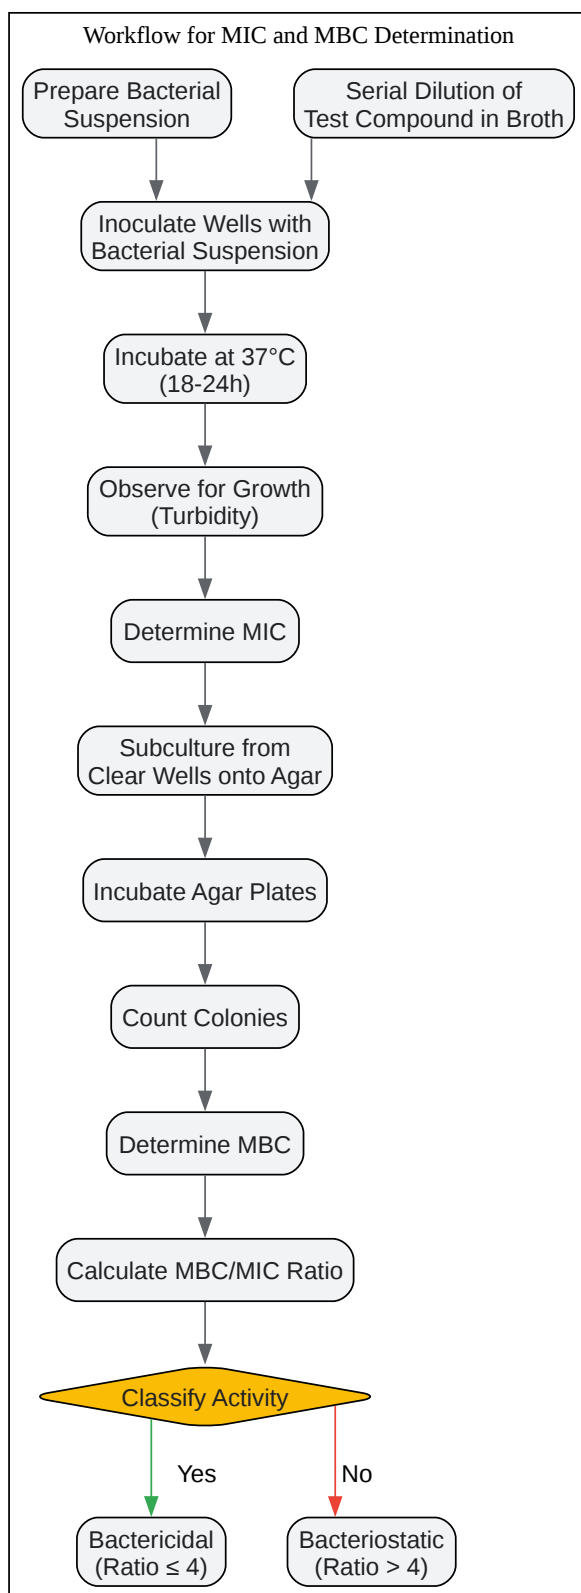 Workflow for MIC and MBC Determination
Prepare Bacterial
Suspension
Serial Dilution of
Test Compound in Broth
Inoculate Wells with
Bacterial Suspension
Incubate at 37°C
(18-24h)
Observe for Growth
(Turbidity)
Determine MIC
Subculture from
Clear Wells onto Agar
Incubate Agar Plates
Count Colonies
Determine MBC
Calculate MBC/MIC Ratio
Classify Activity
Yes
No
Bactericidal
(Ratio ≤ 4)
Bacteriostatic
(Ratio > 4)